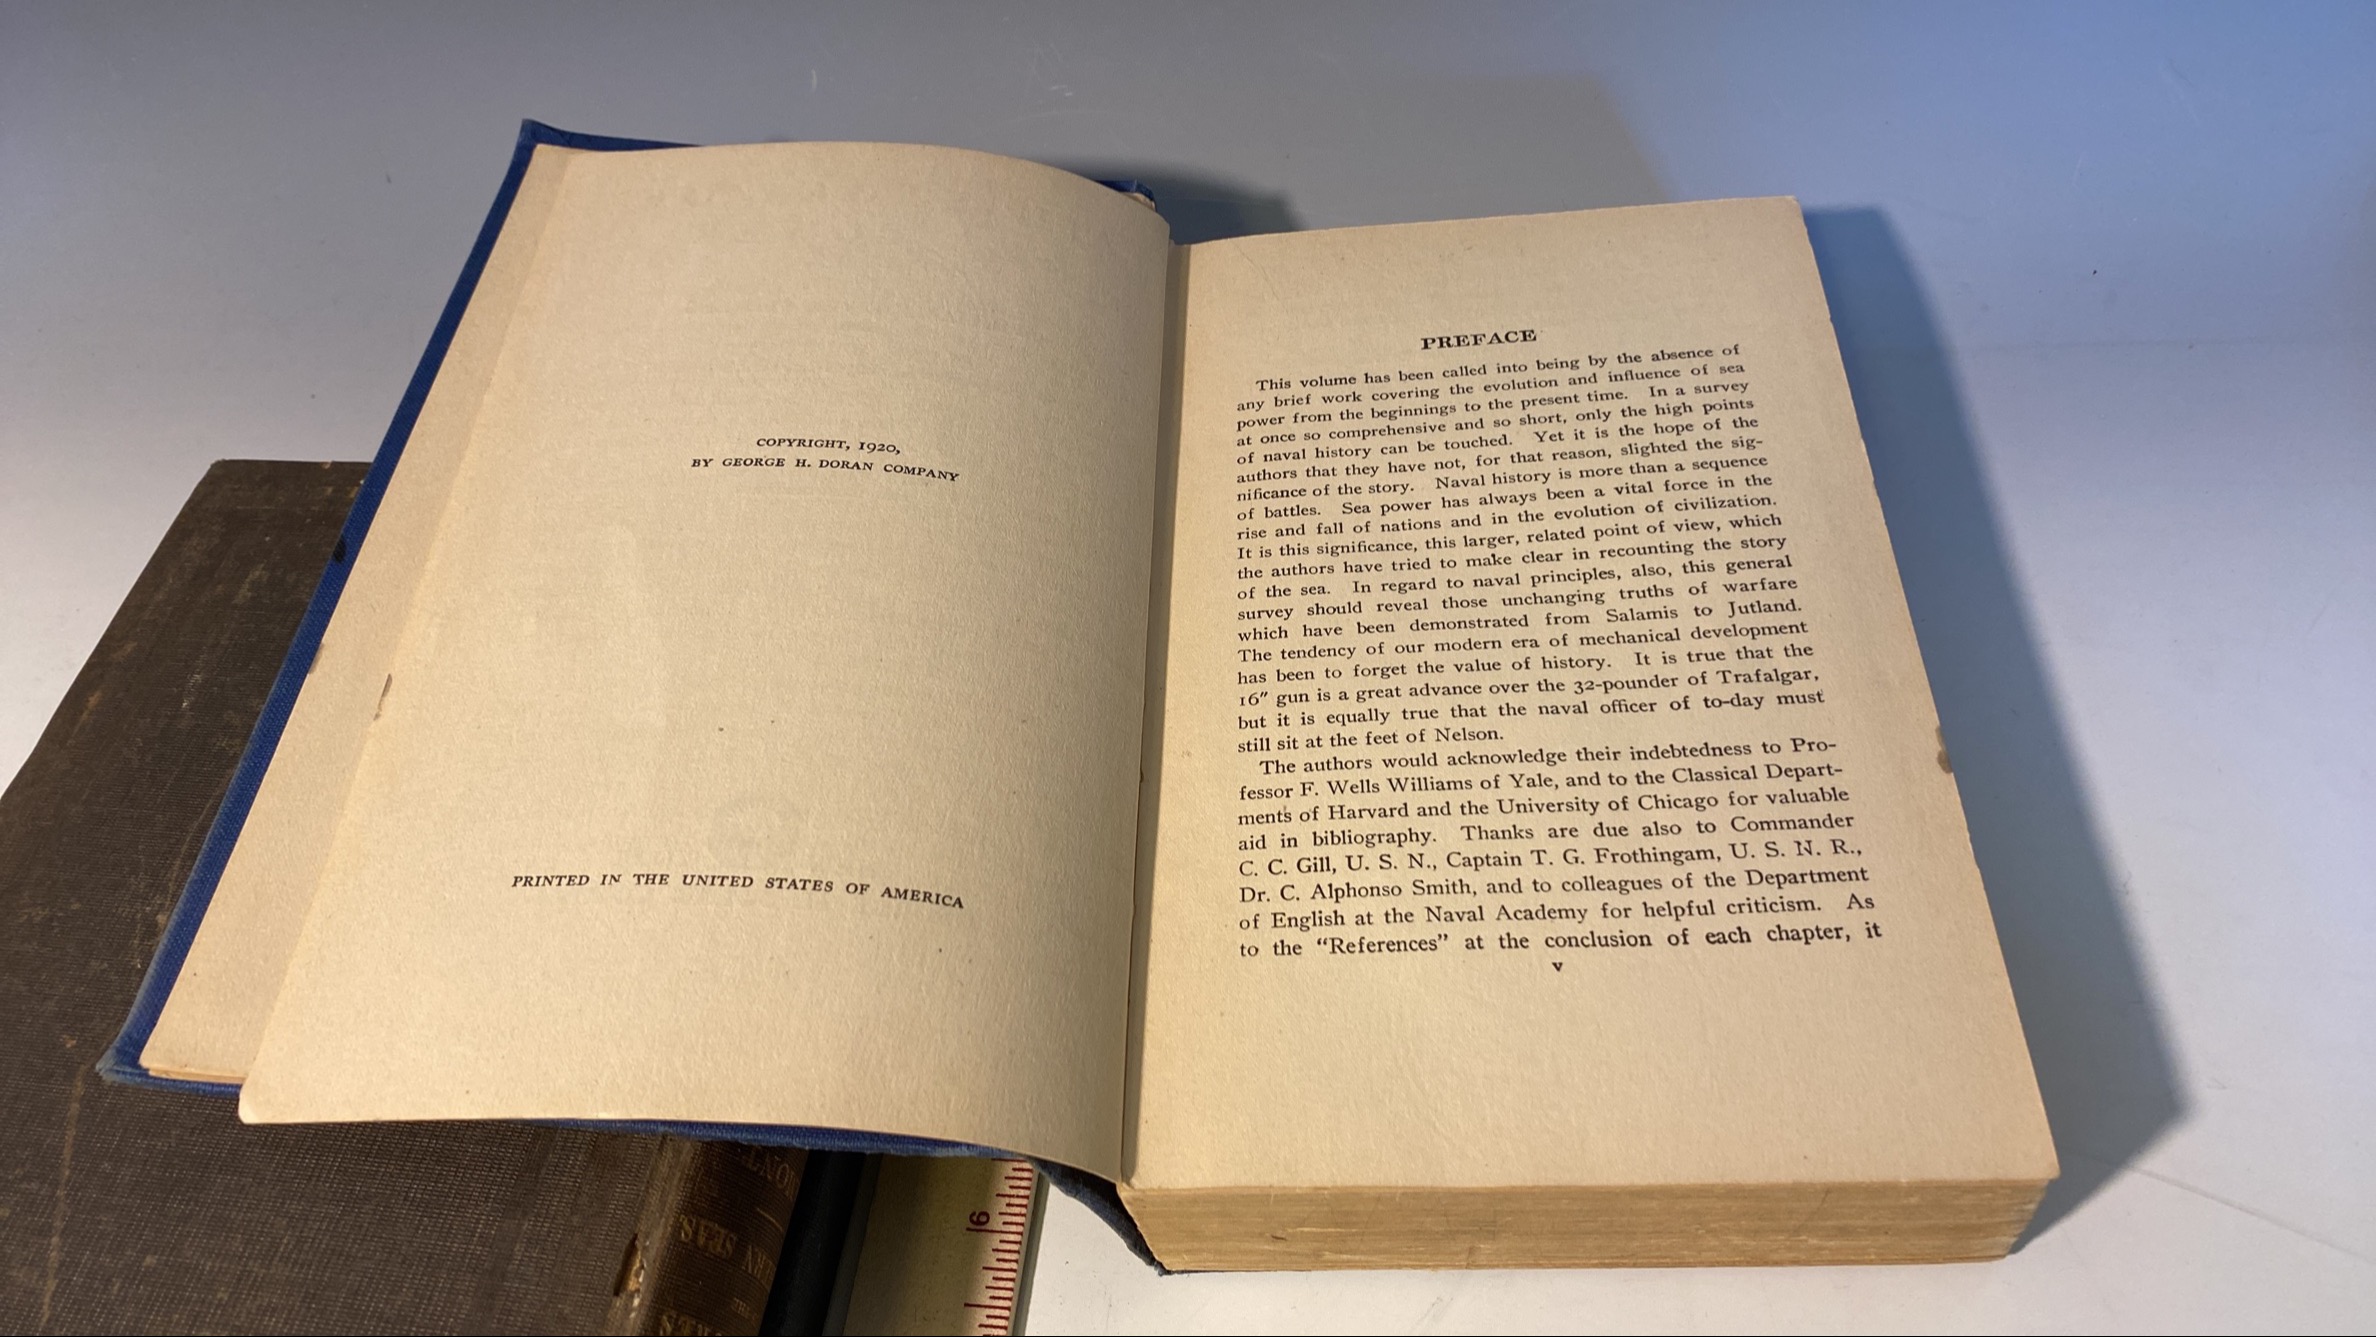 COPYRIGHT, 1920,
BY GEORGE H. DORAN COMPANY
PRINTED IN THE UNITED STATES OF AMERICA
PREFACE
This volume has been called into being by the absence of
any brief work covering the evolution and influence of sea
power from the beginnings to the present time. In a survey
at once so comprehensive and so short, only the high points
of naval history can be touched. Yet it is the hope of the
authors that they have not, for that reason, slighted the sig-
nificance of the story. Naval history is more than a sequence
of battles. Sea power has always been a vital force in the
rise and fall of nations and in the evolution of civilization.
It is this significance, this larger, related point of view, which
the authors have tried to make clear in recounting the story
of the sea. In regard to naval principles, also, this general
survey should reveal those unchanging truths of warfare
which have been demonstrated from Salamis to Jutland.
The tendency of our modern era of mechanical development
has been to forget the value of history. It is true that the
16″ gun is a great advance over the 32-pounder of Trafalgar,
but it is equally true that the naval officer of to-day must
still sit at the feet of Nelson.
The authors would acknowledge their indebtedness to Pro-
fessor F. Wells Williams of Yale, and to the Classical Depart-
ments of Harvard and the University of Chicago for valuable
aid in bibliography. Thanks are due also to Commander
C. C. Gill, U. S. N., Captain T. G. Frothingam, U. S. N. R.,
Dr. C. Alphonso Smith, and to colleagues of the Department
of English at the Naval Academy for helpful criticism. As
to the “References” at the conclusion of each chapter, it
v
SEAS
THE
9